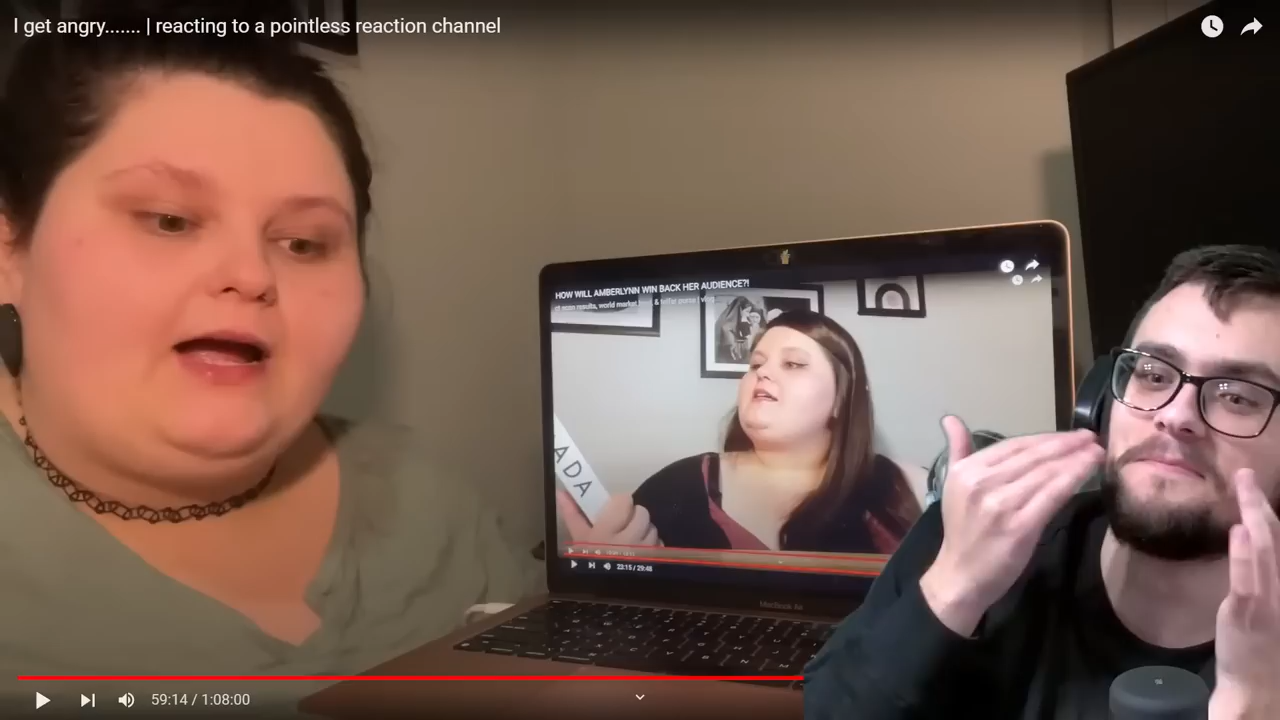 I get angry....... | reacting to a pointless reaction channel
HOW WILL AMBERLYNN WIN BACK HER AUDIENCE?!
ADA
23:15 / 29:48
MacBook Air
59:14 / 1:08:00